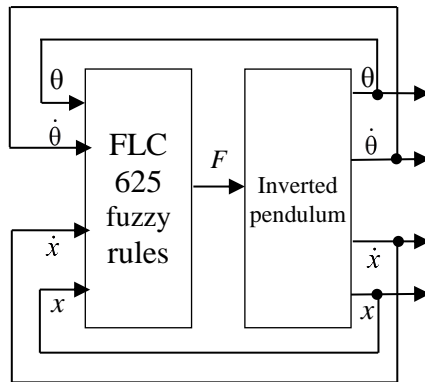 θ
θ̇
ẋ
x
FLC
625
fuzzy
rules
F
Inverted
pendulum
θ
θ̇
ẋ
x